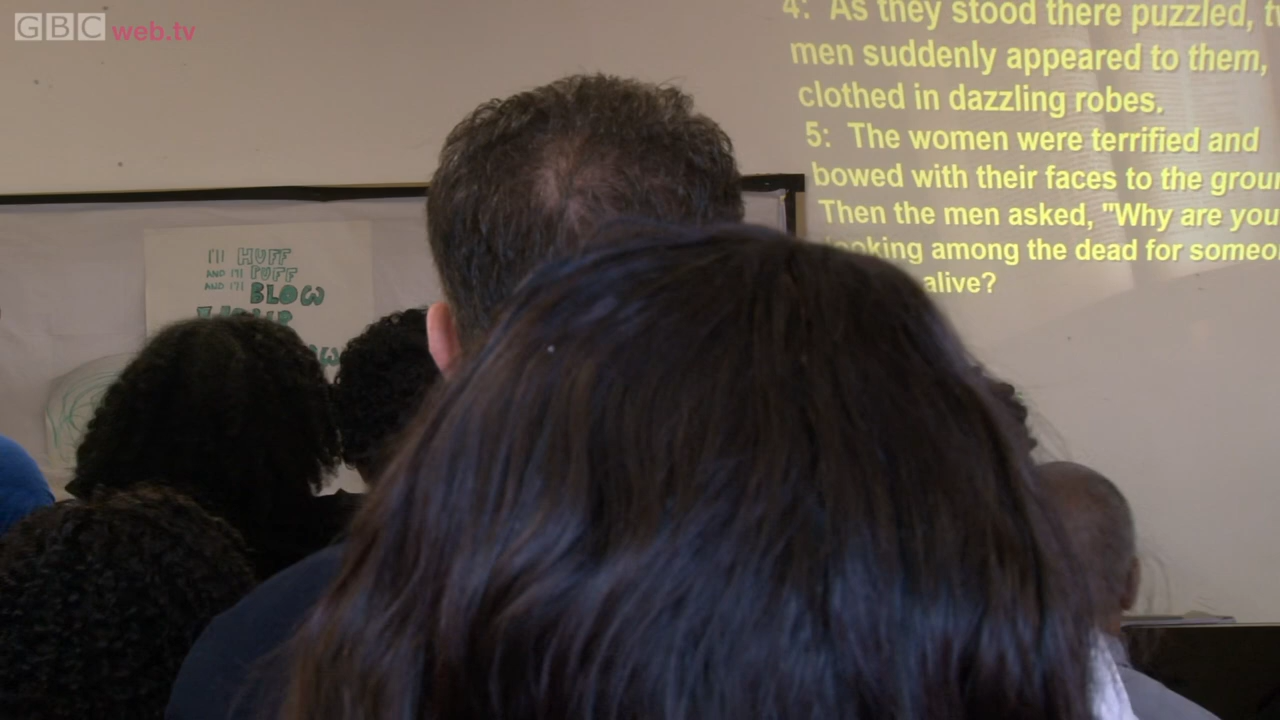 GBC web.tv
4: As they stood there puzzled,
men suddenly appeared to them,
clothed in dazzling robes.
5: The women were terrified and
bowed with their faces to the
Then the men asked, "Why are you
among the dead for
alive?
I'll HUFF
AND I'll PUFF
AND I'll BLOW